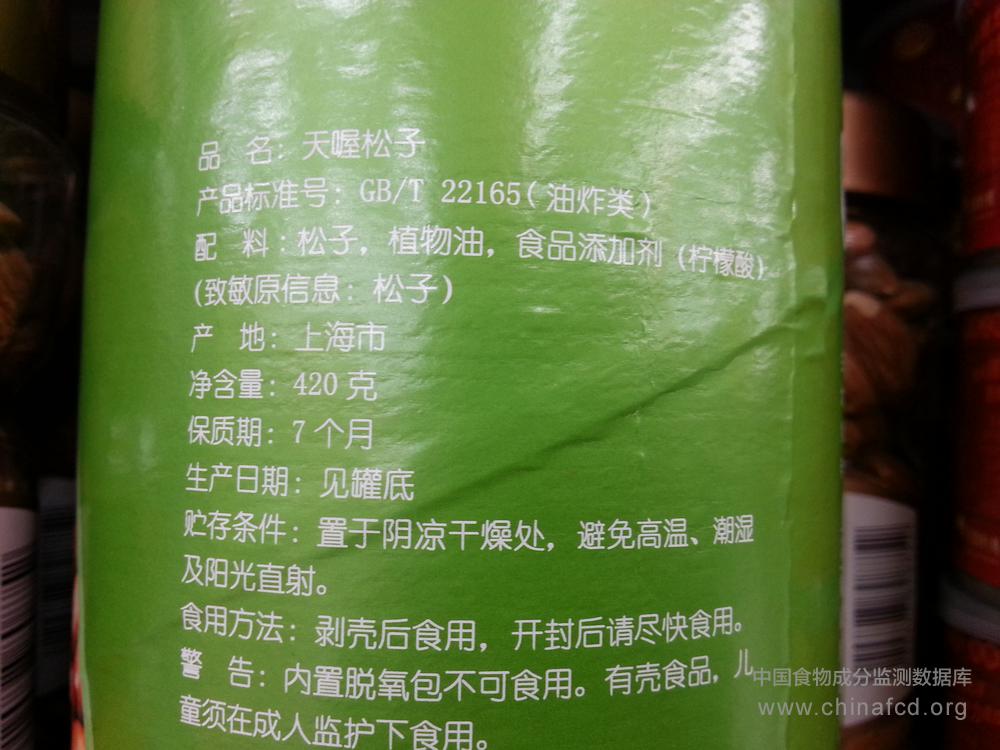 品 名：天喔松子
产品标准号：GB/T 22165（油炸类）
配 料：松子，植物油，食品添加剂（柠檬酸）
（致敏原信息：松子）
产 地：上海市
净含量：420 克
保质期：7 个月
生产日期：见罐底
贮存条件：置于阴凉干燥处，避免高温、潮湿
及阳光直射。
食用方法：剥壳后食用，开封后请尽快食用。
警 告：内置脱氧包不可食用。有壳食品，儿
童须在成人监护下食用。
中国食物成分监测数据库
www.chinafcd.org